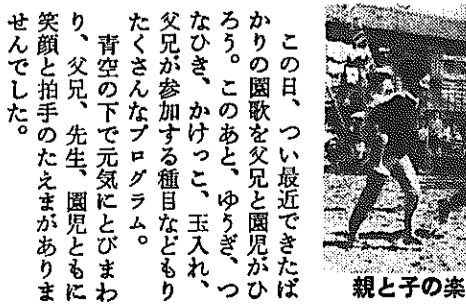 この日、つい最近できたば
かりの園歌を父兄と園児がひ
ろう。このあと、ゆうぎ、つ
なひき、かけっこ、玉入れ、
父兄が参加する種目などもり
たくさんなプログラム。
青空の下で元気にとびまわ
り、父兄、先生、園児ともに
笑顔と拍手のたえまがありま
せんでした。
親と子の楽